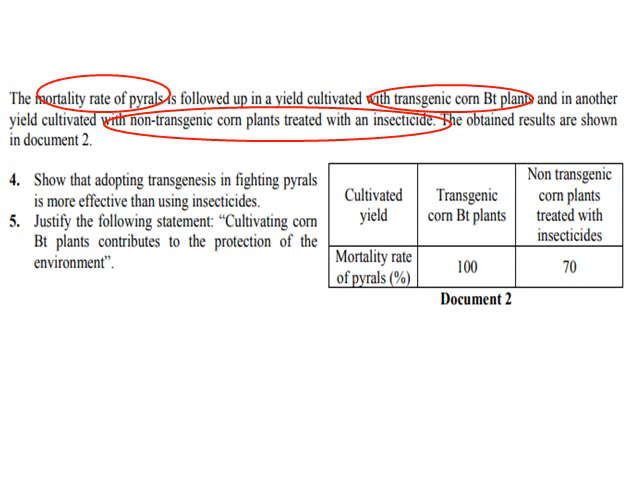 The mortality rate of pyrals is followed up in a yield cultivated with transgenic corn Bt plants and in another
yield cultivated with non-transgenic corn plants treated with an insecticide. The obtained results are shown
in document 2.
4. Show that adopting transgenesis in fighting pyrals
is more effective than using insecticides.
5. Justify the following statement: “Cultivating corn
Bt plants contributes to the protection of the
environment”.
Cultivated
yield
Transgenic
corn Bt plants
Non transgenic
corn plants
treated with
insecticides
Mortality rate
of pyrals (%)
100
70
Document 2